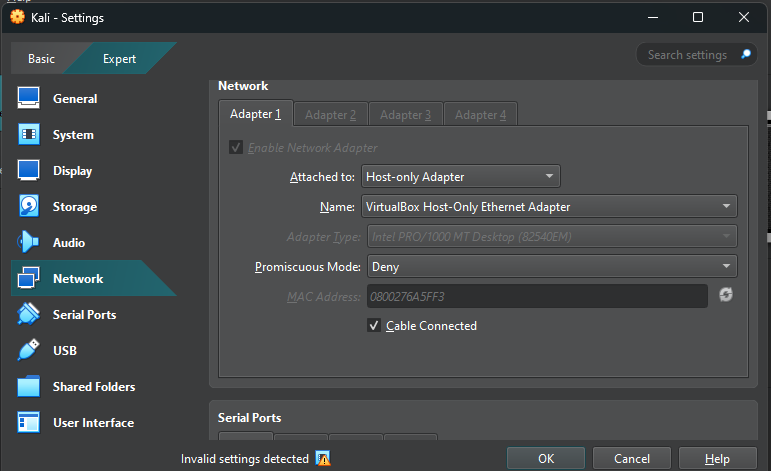 Kali - Settings
Basic
Expert
Search settings
General
System
Display
Storage
Audio
Network
Serial Ports
USB
Shared Folders
User Interface
Network
Adapter 1
Adapter 2
Adapter 3
Adapter 4
Enable Network Adapter
Attached to: Host-only Adapter
Name: VirtualBox Host-Only Ethernet Adapter
Adapter Type: Intel PRO/1000 MT Desktop (82540EM)
Promiscuous Mode: Deny
MAC Address: 0800276A5FF3
Cable Connected
Serial Ports
Invalid settings detected
OK
Cancel
Help